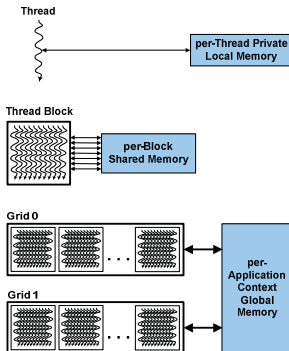 Thread
per-Thread Private
Local Memory
Thread Block
per-Block
Shared Memory
Grid 0
. . .
per-
Application
Context
Global
Memory
Grid 1
. . .